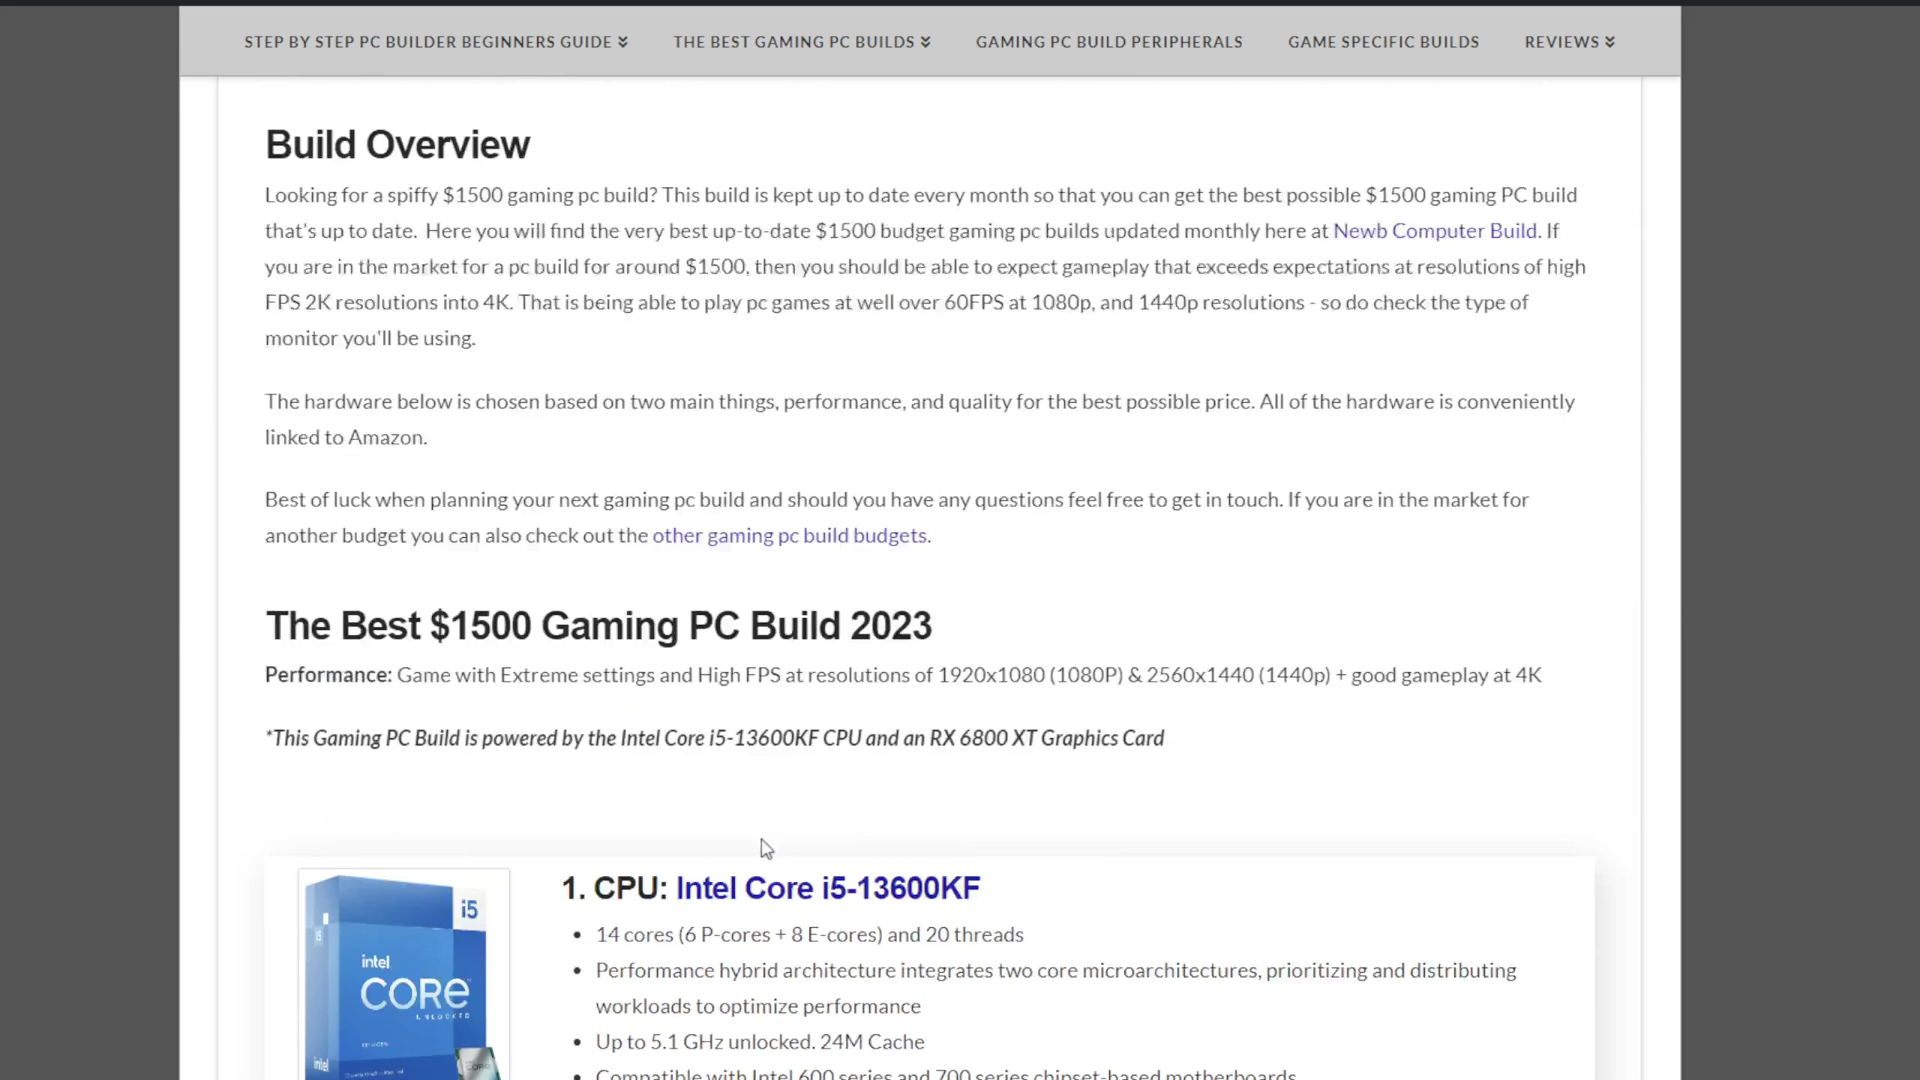 STEP BY STEP PC BUILDER BEGINNERS GUIDE THE BEST GAMING PC BUILDS GAMING PC BUILD PERIPHERALS GAME SPECIFIC BUILDS REVIEWS
Build Overview
Looking for a spiffy $1500 gaming pc build? This build is kept up to date every month so that you can get the best possible $1500 gaming PC build
that's up to date. Here you will find the very best up-to-date $1500 budget gaming pc builds updated monthly here at Newb Computer Build. If
you are in the market for a pc build for around $1500, then you should be able to expect gameplay that exceeds expectations at resolutions of high
FPS 2K resolutions into 4K. That is being able to play pc games at well over 60FPS at 1080p, and 1440p resolutions - so do check the type of
monitor you'll be using.
The hardware below is chosen based on two main things, performance, and quality for the best possible price. All of the hardware is conveniently
linked to Amazon.
Best of luck when planning your next gaming pc build and should you have any questions feel free to get in touch. If you are in the market for
another budget you can also check out the other gaming pc build budgets.
The Best $1500 Gaming PC Build 2023
Performance: Game with Extreme settings and High FPS at resolutions of 1920x1080 (1080P) & 2560x1440 (1440p) + good gameplay at 4K
*This Gaming PC Build is powered by the Intel Core i5-13600KF CPU and an RX 6800 XT Graphics Card
i5
i5
intel
CORE
UNLOCKED
intel
CORE
1. CPU: Intel Core i5-13600KF
• 14 cores (6 P-cores + 8 E-cores) and 20 threads
• Performance hybrid architecture integrates two core microarchitectures, prioritizing and distributing
workloads to optimize performance
• Up to 5.1 GHz unlocked. 24M Cache
• Compatible with Intel 600 series and 700 series chipset-based motherboards